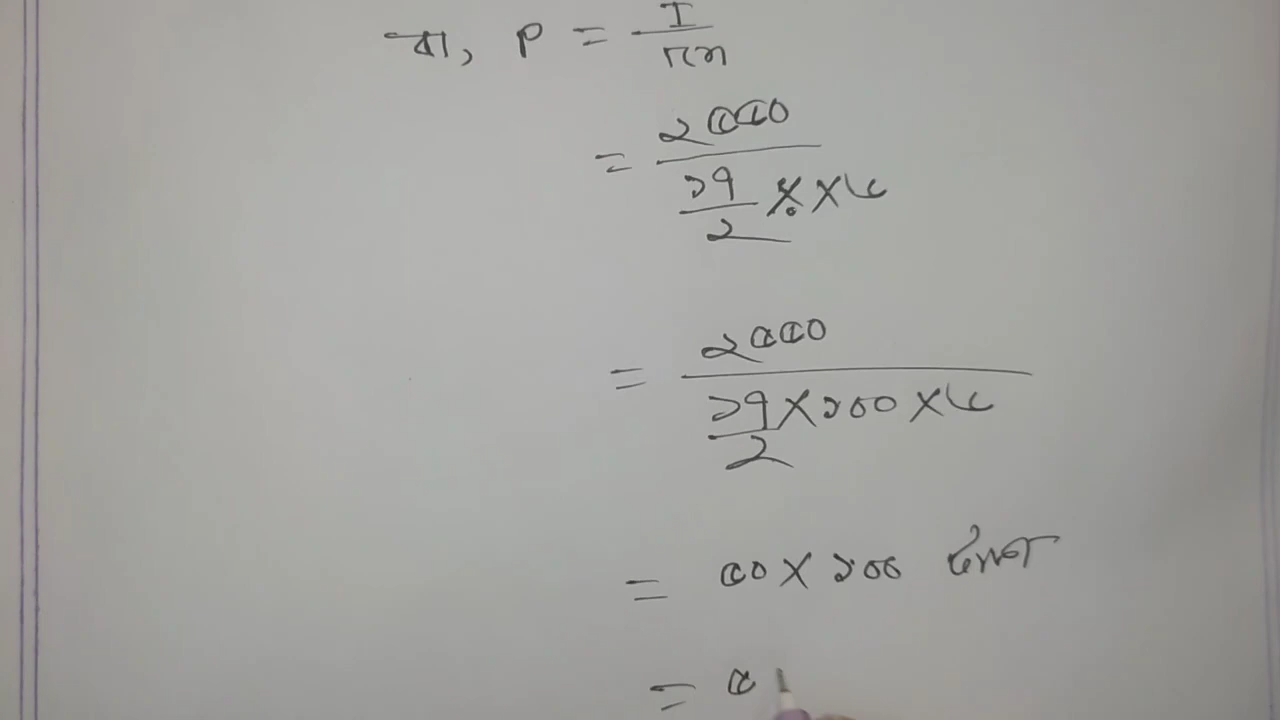 বা, P = I / rn
= ২৫৫০ / ১৭/২ % × ৬
= ২৫৫০ / ১৭/২ × ১০০ × ৬
= ৫০ × ১০০ টাকা
= ৫